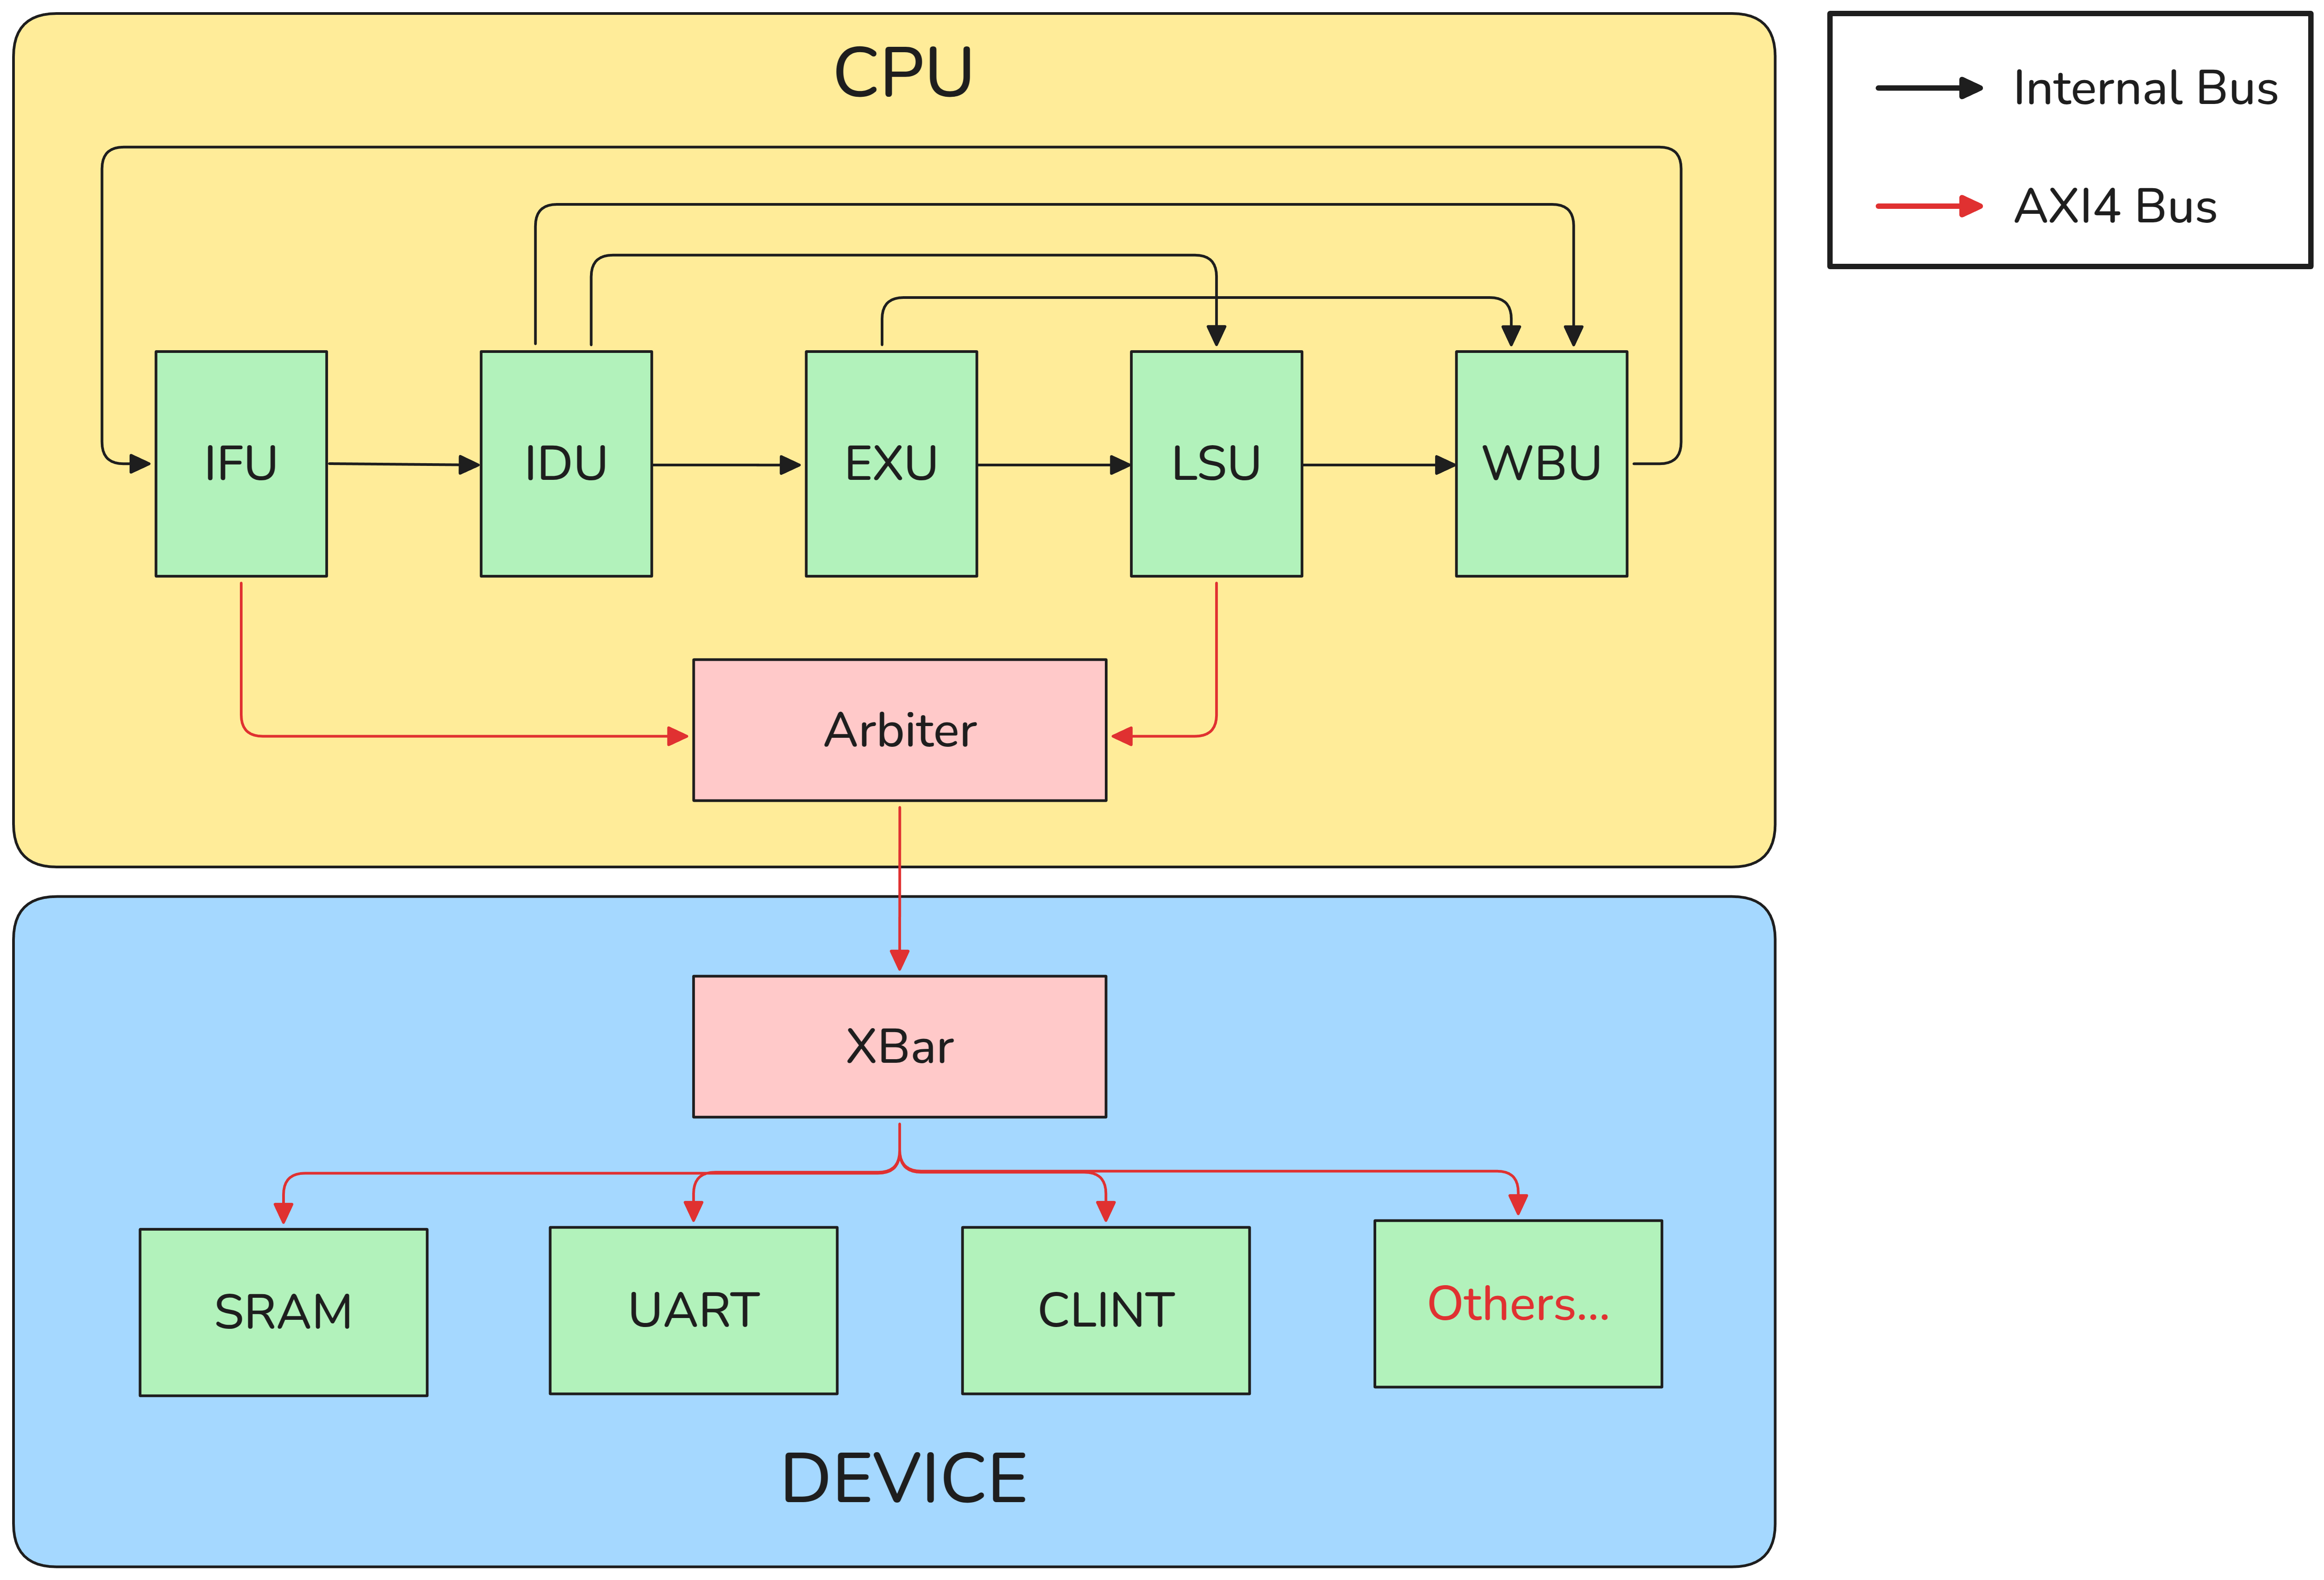 CPU
Internal Bus
AXI4 Bus
IFU
IDU
EXU
LSU
WBU
Arbiter
XBar
SRAM
UART
CLINT
Others...
DEVICE